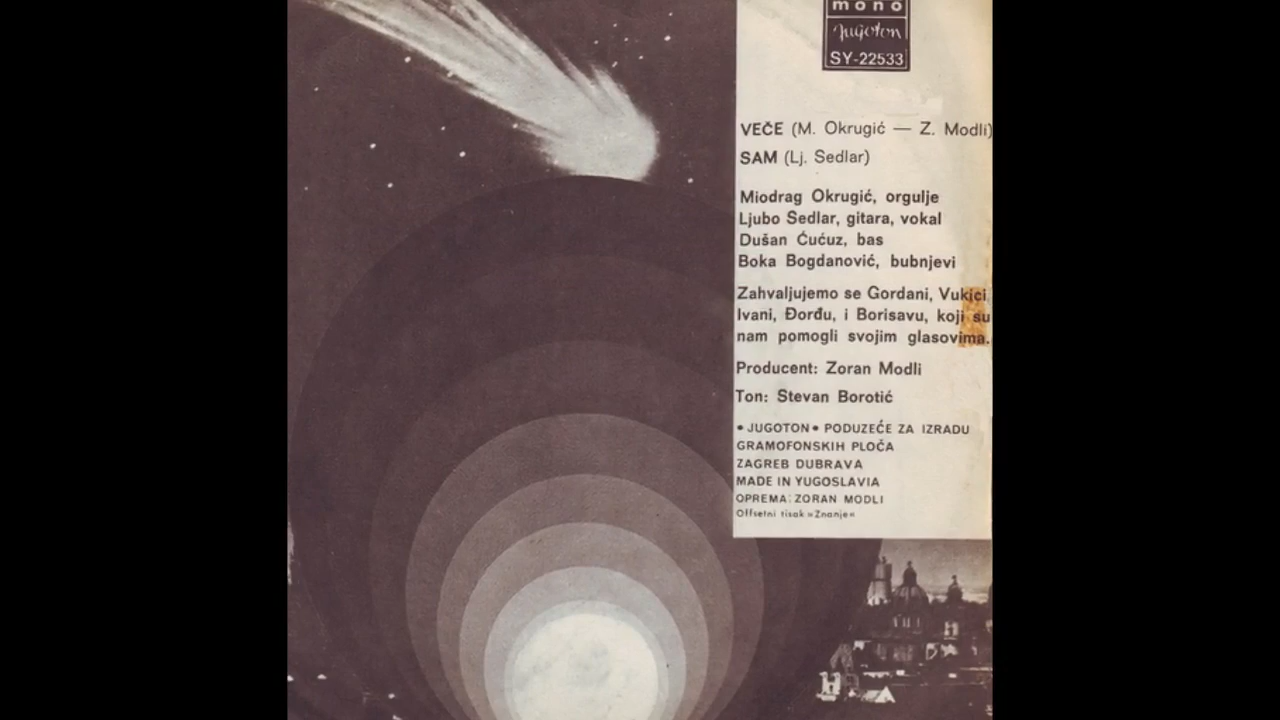 mono
Jugoton
SY-22533
VEČE (M. Okrugić — Z. Modli)
SAM (Lj. Sedlar)
Miodrag Okrugić, orgulje
Ljubo Sedlar, gitara, vokal
Dušan Ćućuz, bas
Boka Bogdanović, bubnjevi
Zahvaljujemo se Gordani, Vukici,
Ivani, Đorđu, i Borisavu, koji su
nam pomogli svojim glasovima.
Producent: Zoran Modli
Ton: Stevan Borotić
• JUGOTON • PODUZEĆE ZA IZRADU
GRAMOFONSKIH PLOČA
ZAGREB DUBRAVA
MADE IN YUGOSLAVIA
OPREMA: ZORAN MODLI
Offsetni tisak »Znanje«